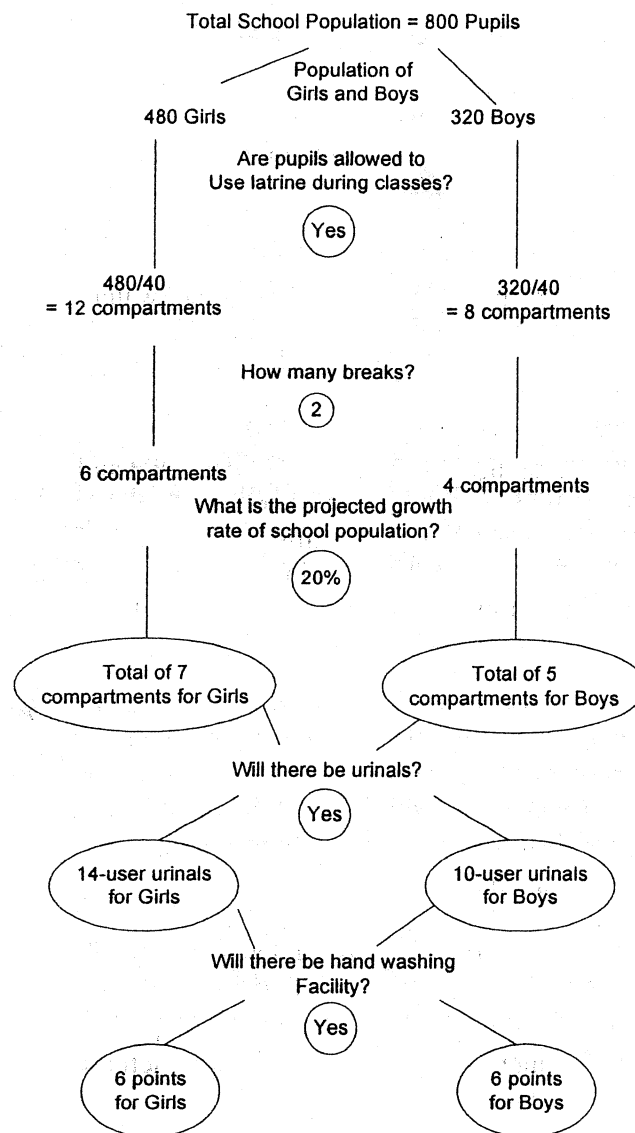 Total School Population = 800 Pupils
Population of
Girls and Boys
480 Girls
320 Boys
Are pupils allowed to
Use latrine during classes?
Yes
480/40
= 12 compartments
320/40
= 8 compartments
How many breaks?
2
6 compartments
4 compartments
What is the projected growth
rate of school population?
20%
Total of 7
compartments for Girls
Total of 5
compartments for Boys
Will there be urinals?
Yes
14-user urinals
for Girls
10-user urinals
for Boys
Will there be hand washing
Facility?
Yes
6 points
for Girls
6 points
for Boys